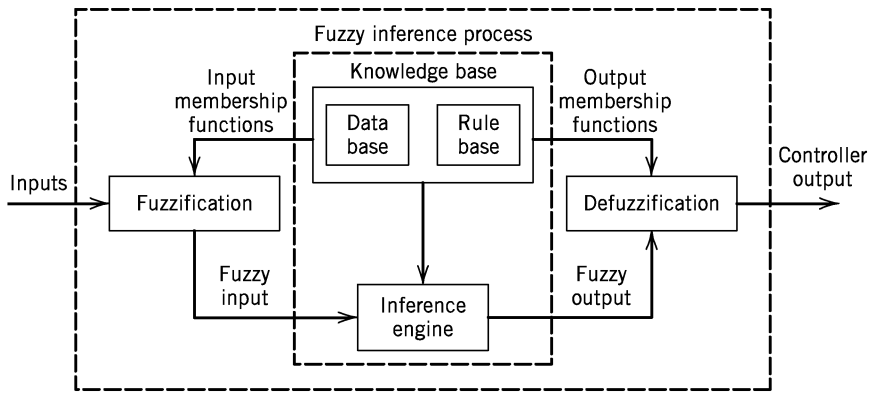 Fuzzy inference process
Knowledge base
Input
membership
functions
Data
base
Rule
base
Output
membership
functions
Inputs
Fuzzification
Defuzzification
Controller
output
Fuzzy
input
Inference
engine
Fuzzy
output